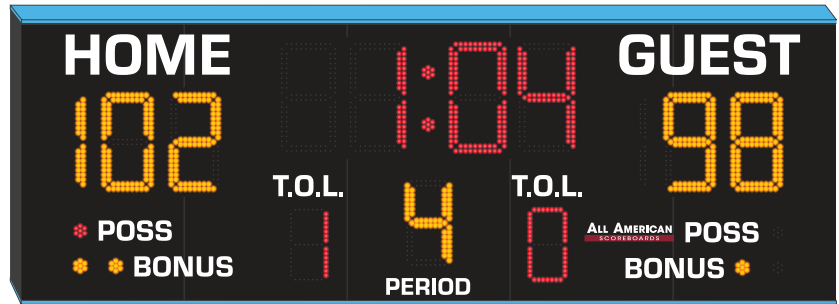 HOME 1:04 GUEST
102 98
T.O.L. T.O.L.
1 4 0
POSS ALL AMERICAN SCOREBOARDS POSS
BONUS PERIOD BONUS